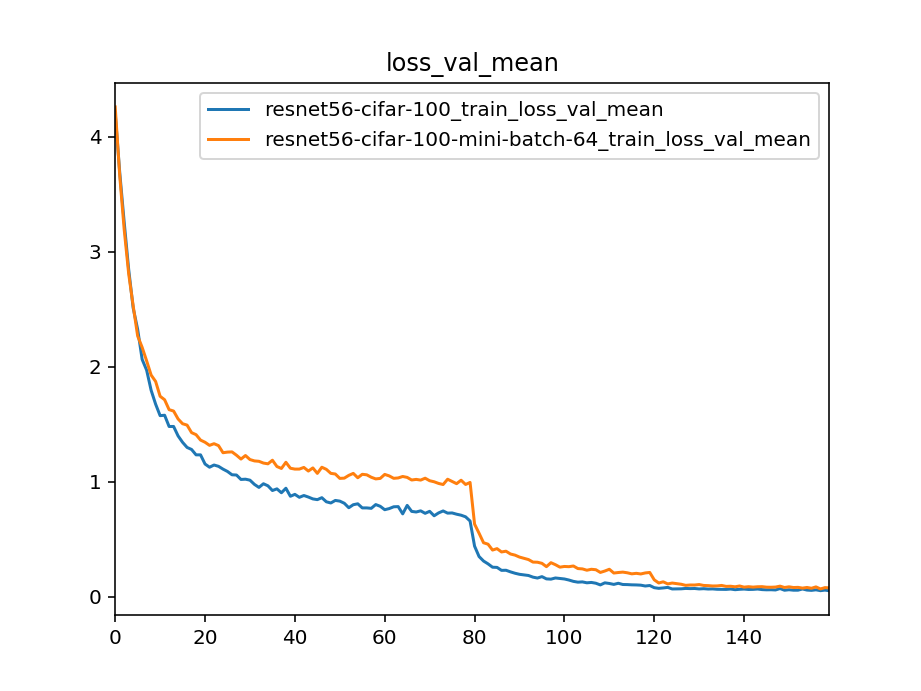 loss_val_mean
resnet56-cifar-100_train_loss_val_mean
resnet56-cifar-100-mini-batch-64_train_loss_val_mean
4
3
2
1
0
0 20 40 60 80 100 120 140